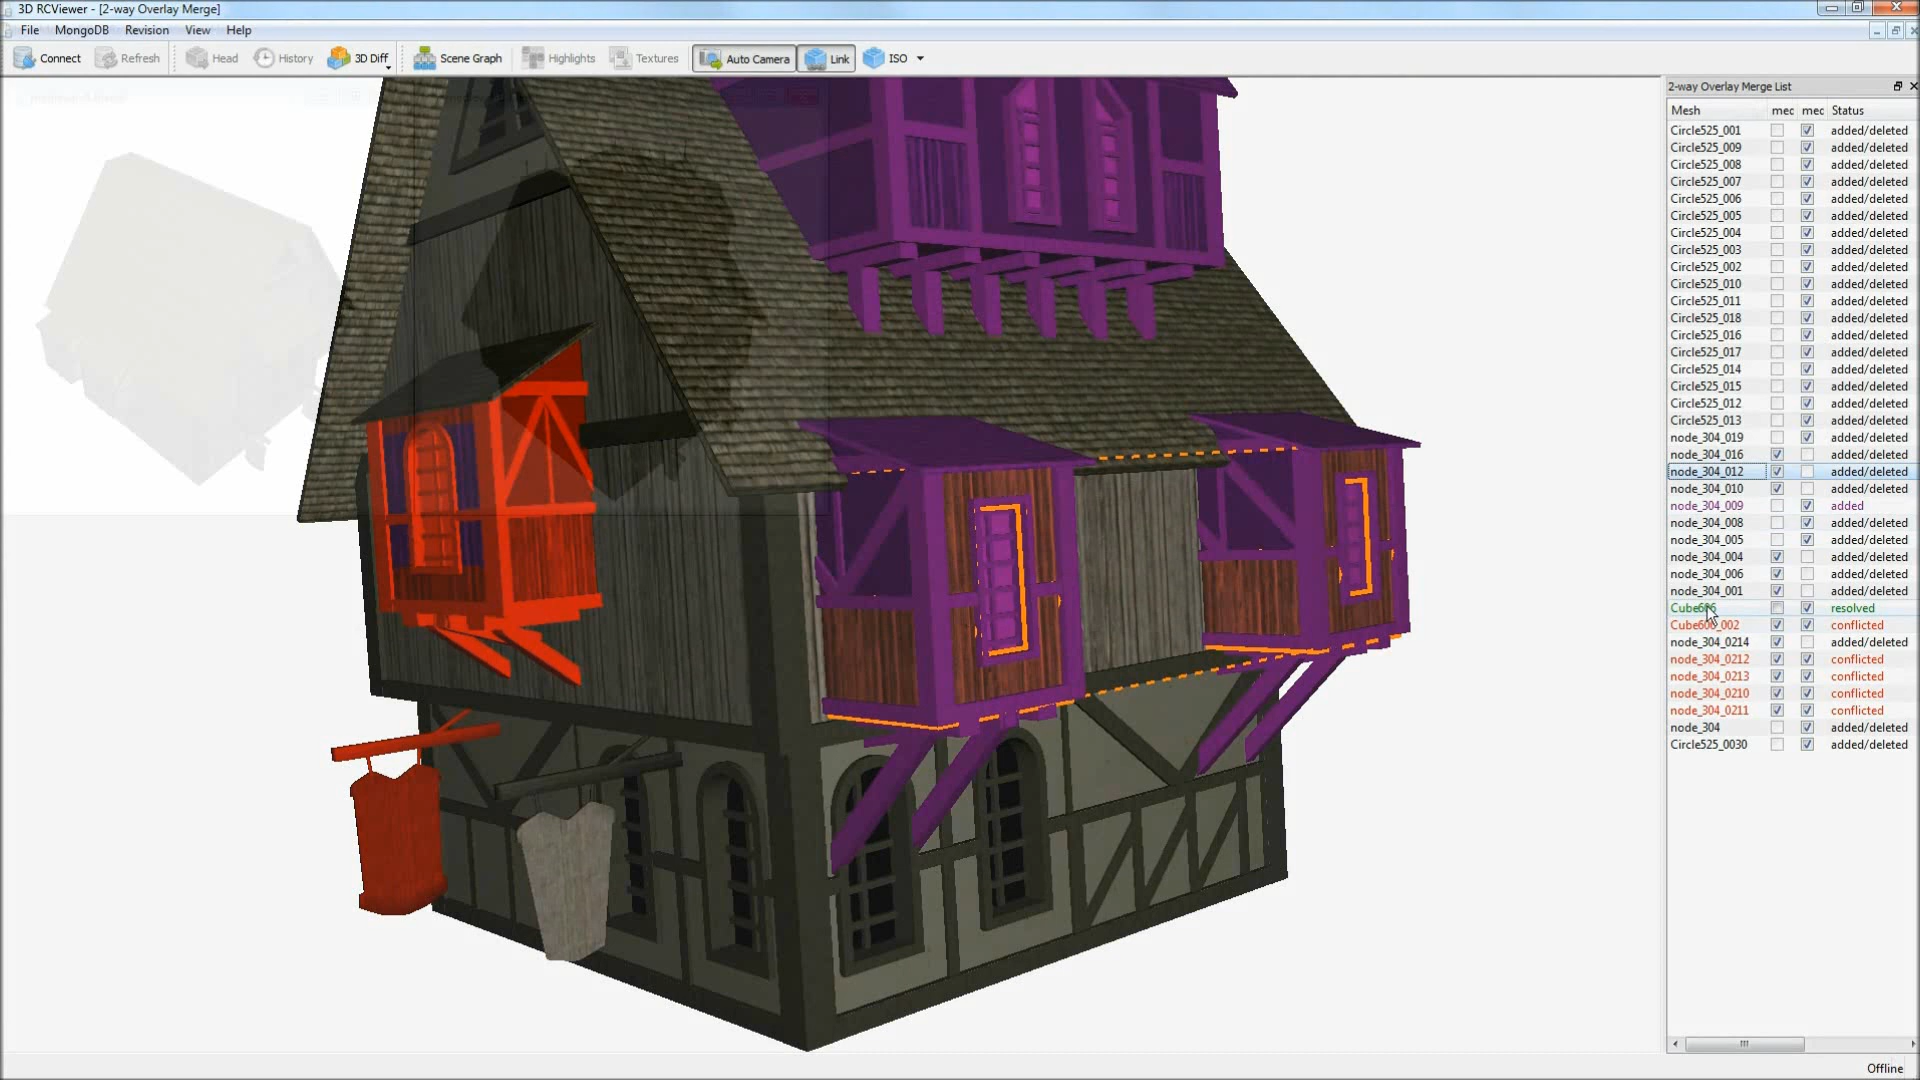 3D RCViewer - [2-way Overlay Merge]
File MongoDB Revision View Help
Connect Refresh Head History 3D Diff Scene Graph Highlights Textures Auto Camera Link ISO
2-way Overlay Merge List
Mesh mec mec Status
Circle525_001 added/deleted
Circle525_009 added/deleted
Circle525_008 added/deleted
Circle525_007 added/deleted
Circle525_006 added/deleted
Circle525_005 added/deleted
Circle525_004 added/deleted
Circle525_003 added/deleted
Circle525_002 added/deleted
Circle525_010 added/deleted
Circle525_011 added/deleted
Circle525_018 added/deleted
Circle525_016 added/deleted
Circle525_017 added/deleted
Circle525_014 added/deleted
Circle525_015 added/deleted
Circle525_012 added/deleted
Circle525_013 added/deleted
node_304_019 added/deleted
node_304_016 added/deleted
node_304_012 added/deleted
node_304_010 added/deleted
node_304_009 added
node_304_008 added/deleted
node_304_005 added/deleted
node_304_004 added/deleted
node_304_006 added/deleted
node_304_001 added/deleted
Cube606 resolved
Cube606_002 conflicted
node_304_0214 added/deleted
node_304_0212 conflicted
node_304_0213 conflicted
node_304_0210 conflicted
node_304_0211 conflicted
node_304 added/deleted
Circle525_0030 added/deleted
Offline